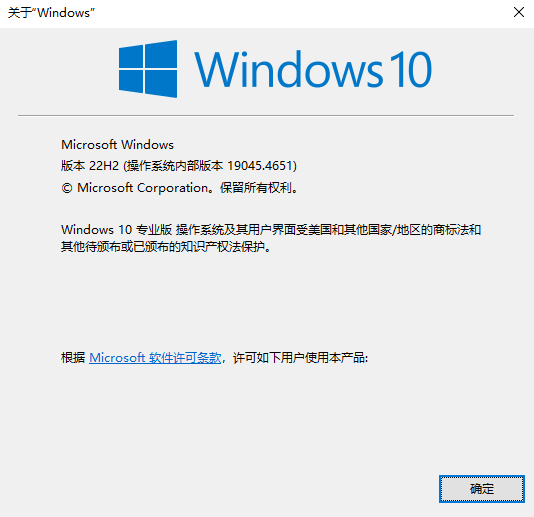 关于“Windows”
Windows 10
Microsoft Windows
版本 22H2 (操作系统内部版本 19045.4651)
© Microsoft Corporation。保留所有权利。
Windows 10 专业版 操作系统及其用户界面受美国和其他国家/地区的商标法和
其他待颁布或已颁布的知识产权法保护。
根据 Microsoft 软件许可条款，许可如下用户使用本产品:
确定